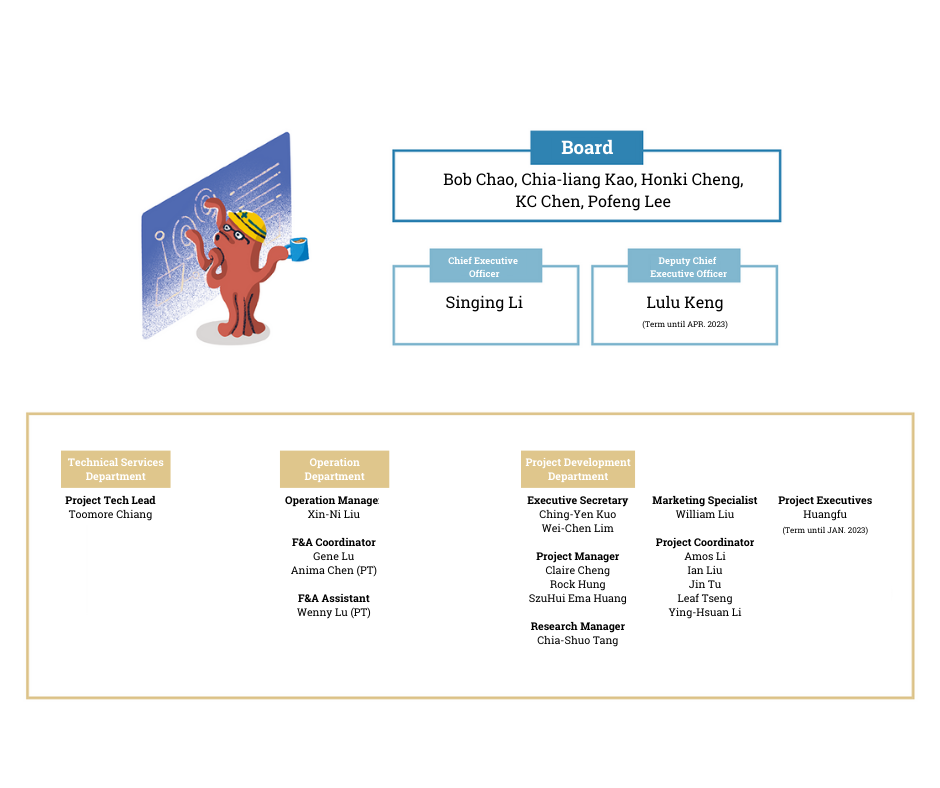 Board
Bob Chao, Chia-liang Kao, Honki Cheng,
KC Chen, Pofeng Lee
Chief Executive
Officer
Singing Li
Deputy Chief
Executive Officer
Lulu Keng
(Term until APR. 2023)
Technical Services
Department
Project Tech Lead
Toomore Chiang
Operation
Department
Operation Manage
Xin-Ni Liu
F&A Coordinator
Gene Lu
Anima Chen (PT)
F&A Assistant
Wenny Lu (PT)
Project Development
Department
Executive Secretary
Ching-Yen Kuo
Wei-Chen Lim
Project Manager
Claire Cheng
Rock Hung
SzuHui Ema Huang
Research Manager
Chia-Shuo Tang
Marketing Specialist
William Liu
Project Coordinator
Amos Li
Ian Liu
Jin Tu
Leaf Tseng
Ying-Hsuan Li
Project Executives
Huangfu
(Term until JAN. 2023)